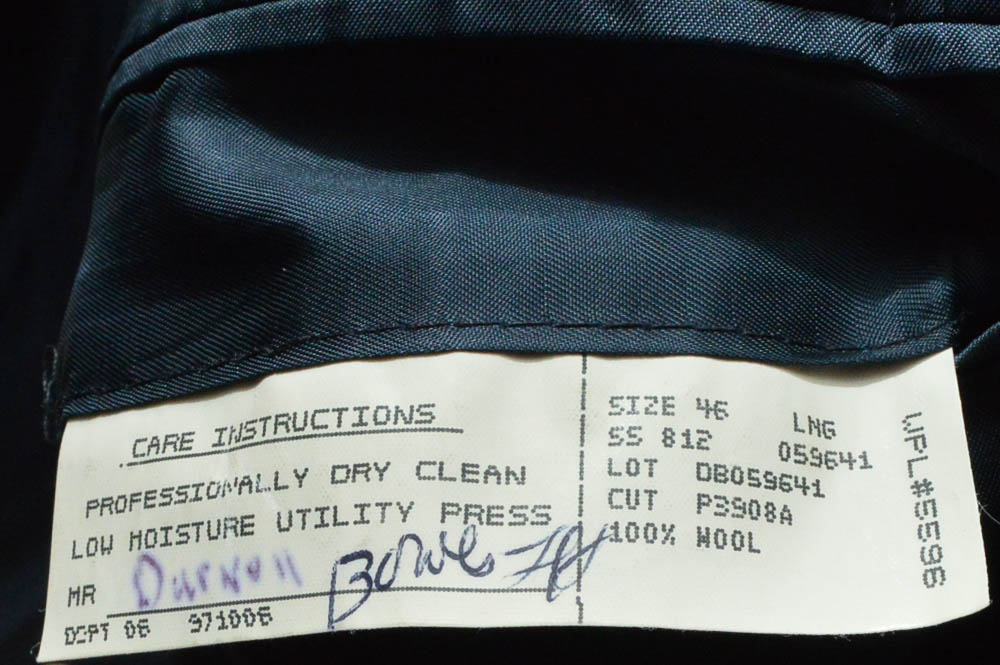 CARE INSTRUCTIONS
PROFESSIONALLY DRY CLEAN
LOW MOISTURE UTILITY PRESS
MR
DEPT 06 971006
SIZE 46 LNG
SS 812 059641
LOT DB059641
CUT P3908A
100% WOOL
WPL#5596